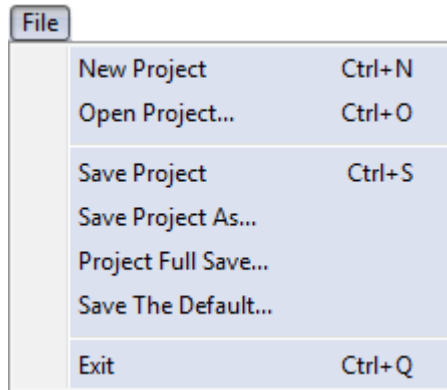 File
New Project Ctrl+N
Open Project... Ctrl+O
Save Project Ctrl+S
Save Project As...
Project Full Save...
Save The Default...
Exit Ctrl+Q